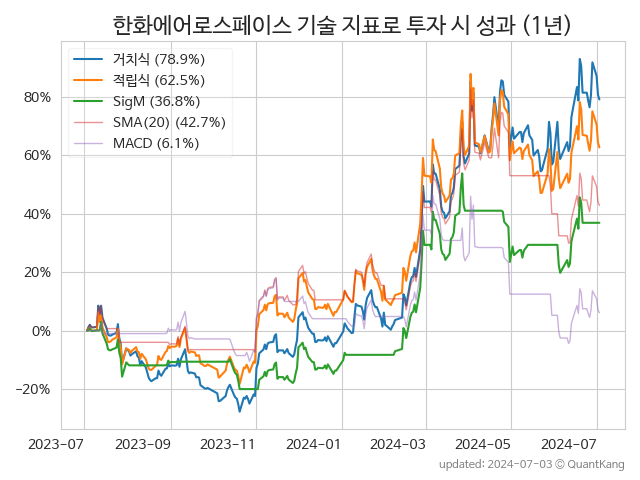 한화에어로스페이스 기술 지표로 투자 시 성과 (1년)
거치식 (78.9%)
적립식 (62.5%)
SigM (36.8%)
SMA(20) (42.7%)
MACD (6.1%)
80%
60%
40%
20%
0%
−20%
2023-07 2023-09 2023-11 2024-01 2024-03 2024-05 2024-07
updated: 2024-07-03 ⓒ QuantKang